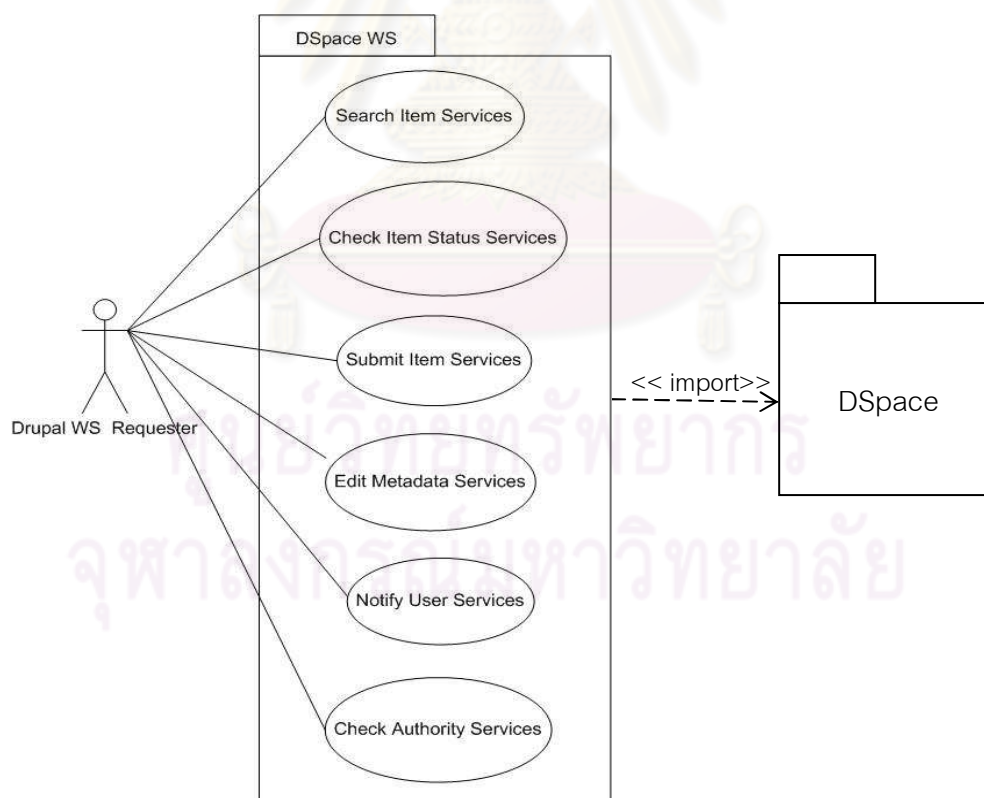 DSpace WS
Search Item Services
Check Item Status Services
Submit Item Services
Edit Metadata Services
Notify User Services
Check Authority Services
Drupal WS Requester
<< import>>
DSpace
ศูนย์วิทยทรัพยากร
จุฬาลงกรณ์มหาวิทยาลัย